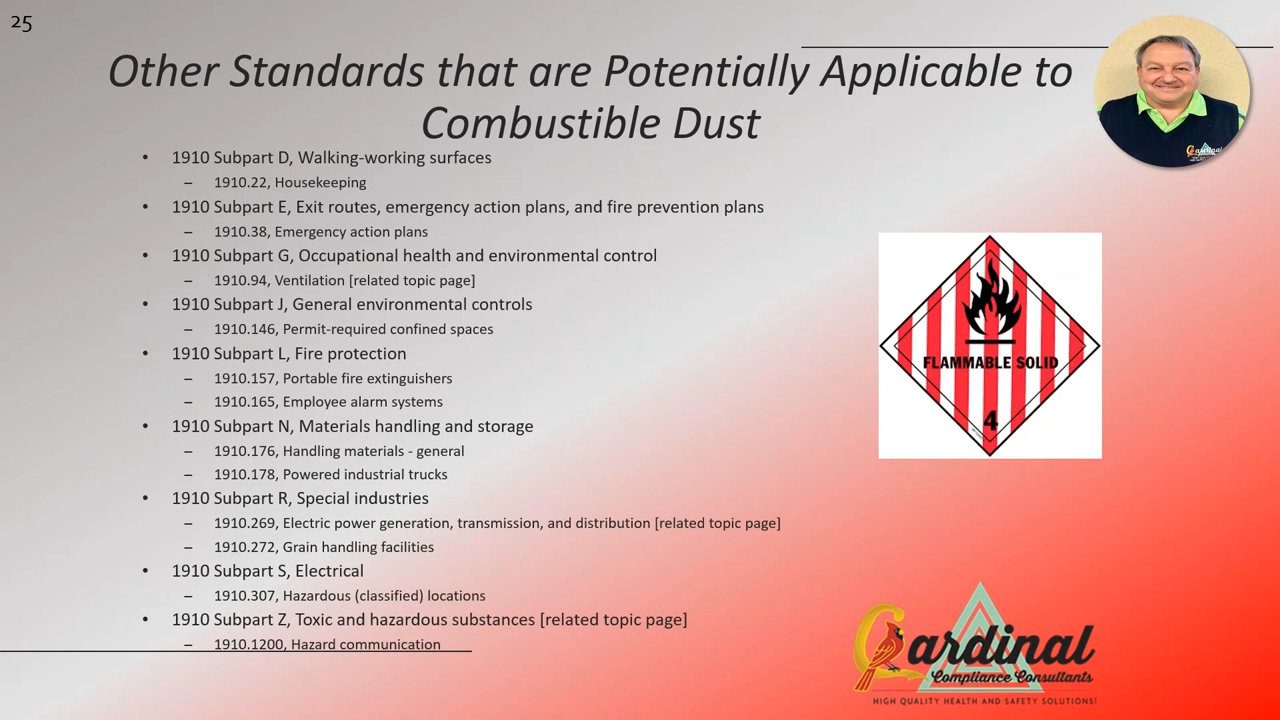 25
Other Standards that are Potentially Applicable to
Combustible Dust
• 1910 Subpart D, Walking-working surfaces
– 1910.22, Housekeeping
• 1910 Subpart E, Exit routes, emergency action plans, and fire prevention plans
– 1910.38, Emergency action plans
• 1910 Subpart G, Occupational health and environmental control
– 1910.94, Ventilation [related topic page]
• 1910 Subpart J, General environmental controls
– 1910.146, Permit-required confined spaces
• 1910 Subpart L, Fire protection
– 1910.157, Portable fire extinguishers
– 1910.165, Employee alarm systems
• 1910 Subpart N, Materials handling and storage
– 1910.176, Handling materials - general
– 1910.178, Powered industrial trucks
• 1910 Subpart R, Special industries
– 1910.269, Electric power generation, transmission, and distribution [related topic page]
– 1910.272, Grain handling facilities
• 1910 Subpart S, Electrical
– 1910.307, Hazardous (classified) locations
• 1910 Subpart Z, Toxic and hazardous substances [related topic page]
– 1910.1200, Hazard communication
Cardinal
FLAMMABLE SOLID
4
Cardinal
Compliance Consultants
HIGH QUALITY HEALTH AND SAFETY SOLUTIONS!